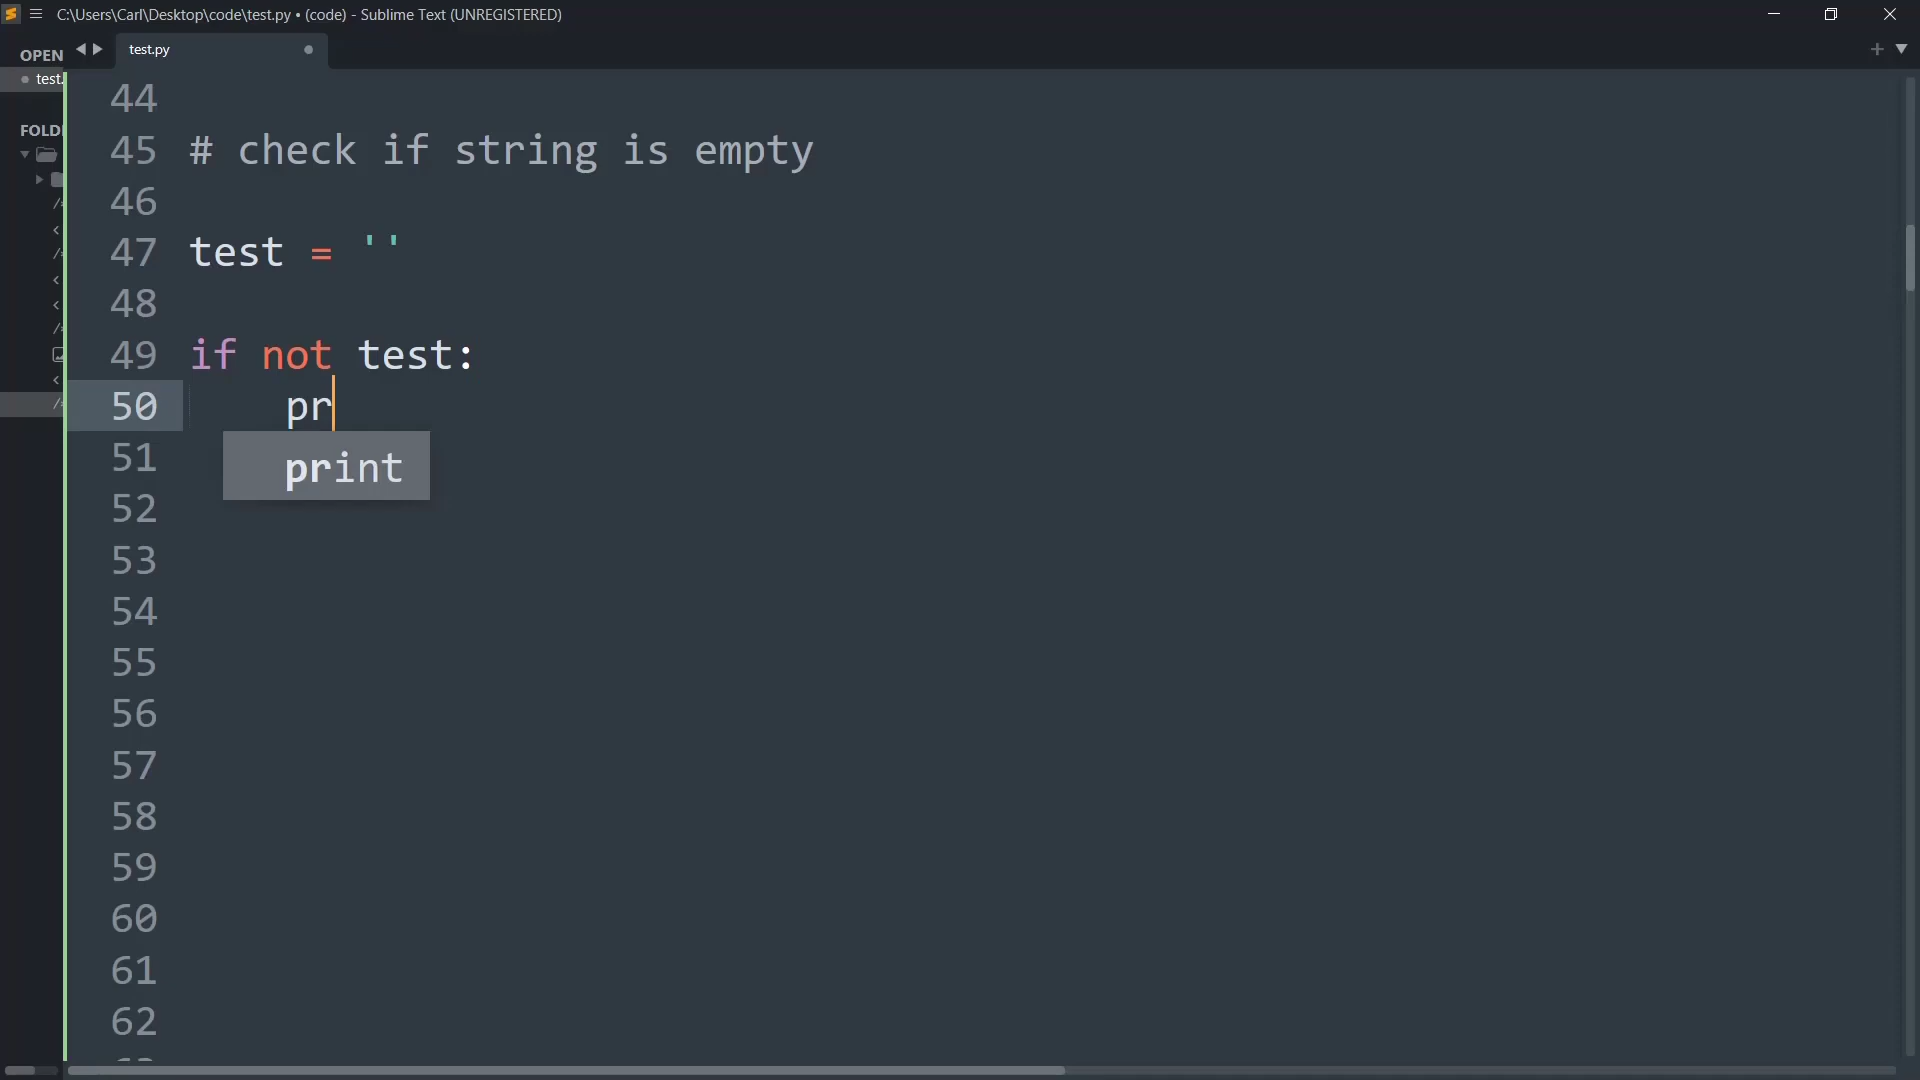 C:\Users\Carl\Desktop\code\test.py • (code) - Sublime Text (UNREGISTERED)
OPEN
test.py
test.
FOLD
44
45 # check if string is empty
46
47 test = ''
48
49 if not test:
50 pr
51 print
52
53
54
55
56
57
58
59
60
61
62